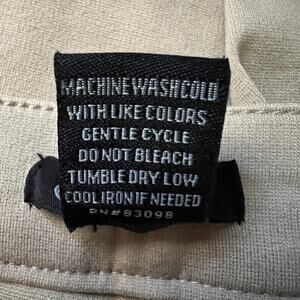 MACHINE WASH COLD
WITH LIKE COLORS
GENTLE CYCLE
DO NOT BLEACH
TUMBLE DRY LOW
COOL IRON IF NEEDED
RN#83098